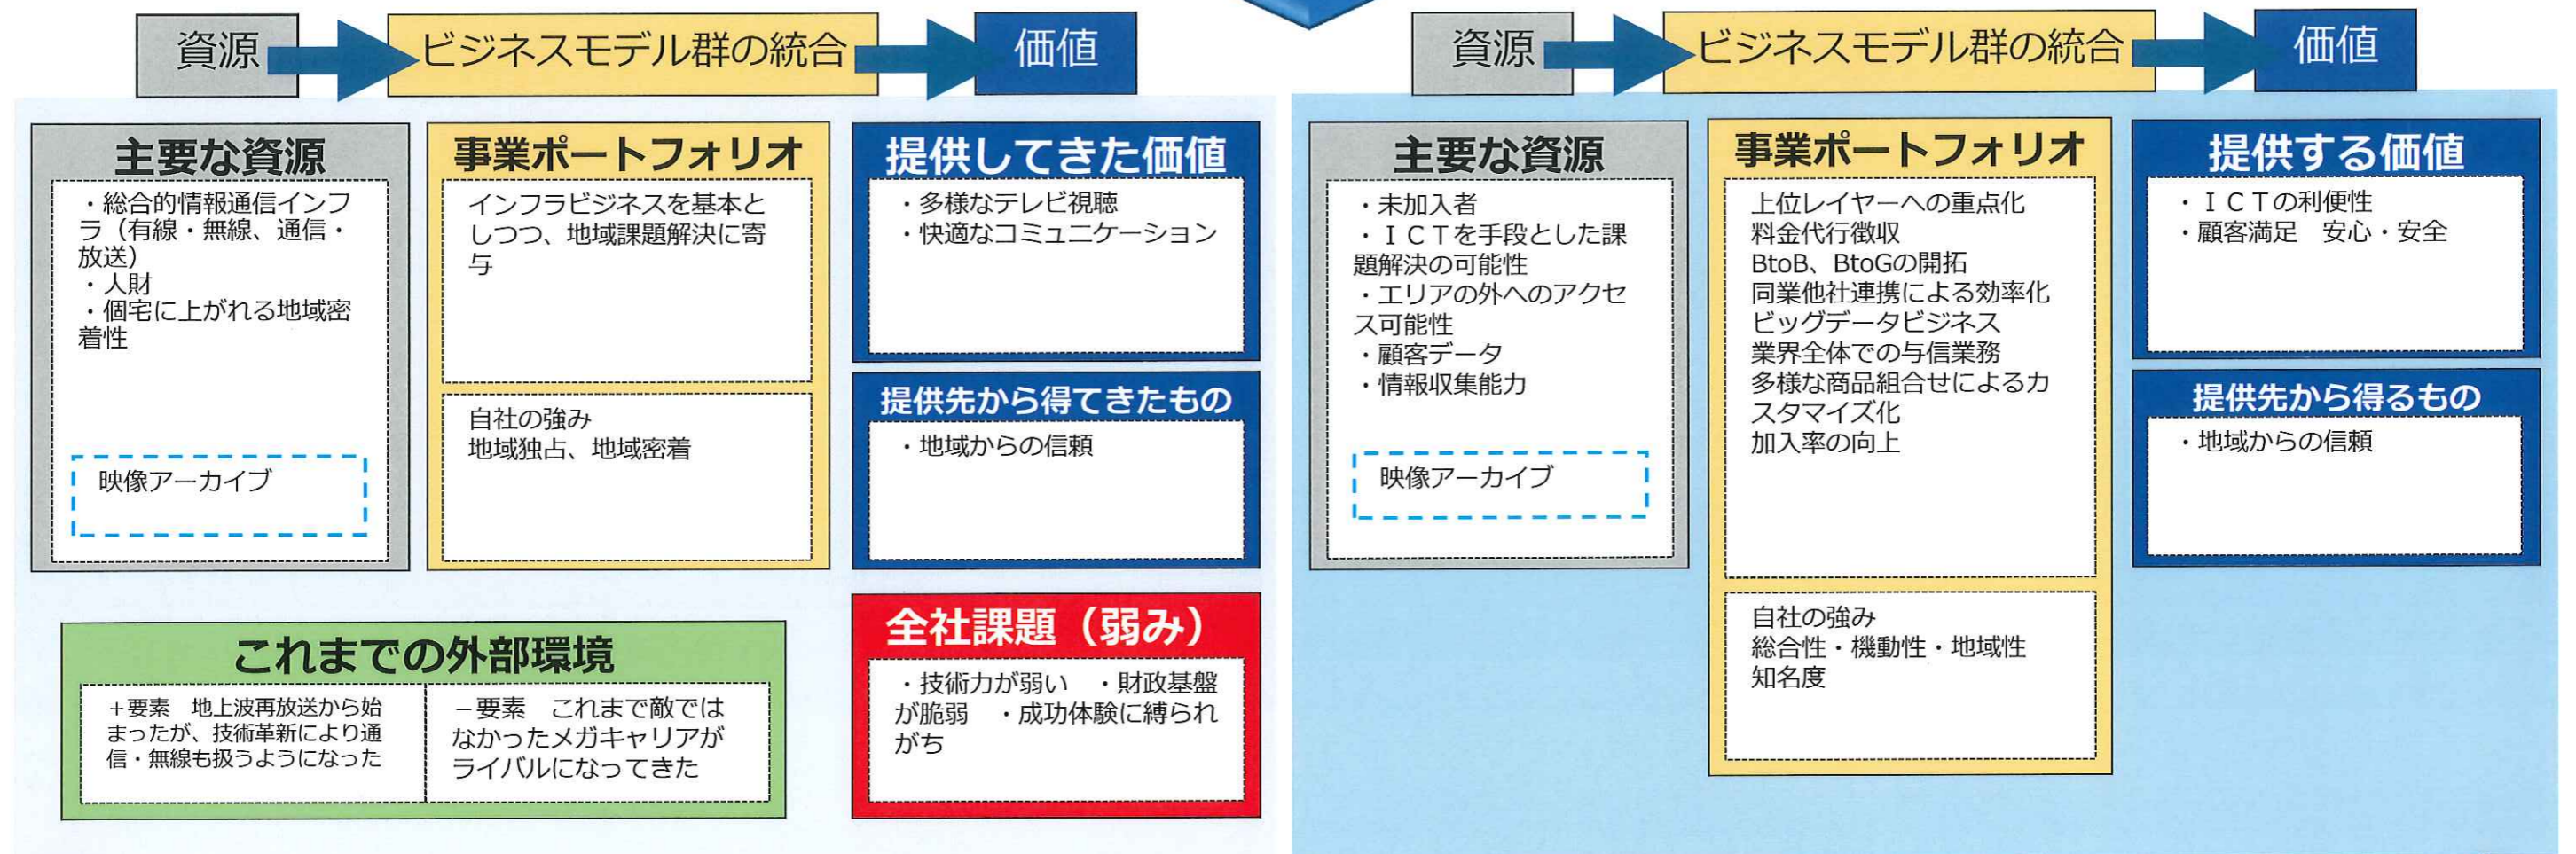 資源
ビジネスモデル群の統合
価値
主要な資源
・総合的情報通信インフ
ラ（有線・無線、通信・
放送）
・人財
・個宅に上がれる地域密
着性
映像アーカイブ
事業ポートフォリオ
インフラビジネスを基本と
しつつ、地域課題解決に寄
与
自社の強み
地域独占、地域密着
提供してきた価値
・多様なテレビ視聴
・快適なコミュニケーション
提供先から得てきたもの
・地域からの信頼
これまでの外部環境
＋要素　地上波再放送から始
まったが、技術革新により通
信・無線も扱うようになった
－要素　これまで敵では
なかったメガキャリアが
ライバルになってきた
全社課題（弱み）
・技術力が弱い　・財政基盤
が脆弱　・成功体験に縛られ
がち
資源
ビジネスモデル群の統合
価値
主要な資源
・未加入者
・ＩＣＴを手段とした課
題解決の可能性
・エリアの外へのアクセ
ス可能性
・顧客データ
・情報収集能力
映像アーカイブ
事業ポートフォリオ
上位レイヤーへの重点化
料金代行徴収
BtoB、BtoGの開拓
同業他社連携による効率化
ビッグデータビジネス
業界全体での与信業務
多様な商品組合せによるカ
スタマイズ化
加入率の向上
自社の強み
総合性・機動性・地域性
知名度
提供する価値
・ＩＣＴの利便性
・顧客満足　安心・安全
提供先から得るもの
・地域からの信頼